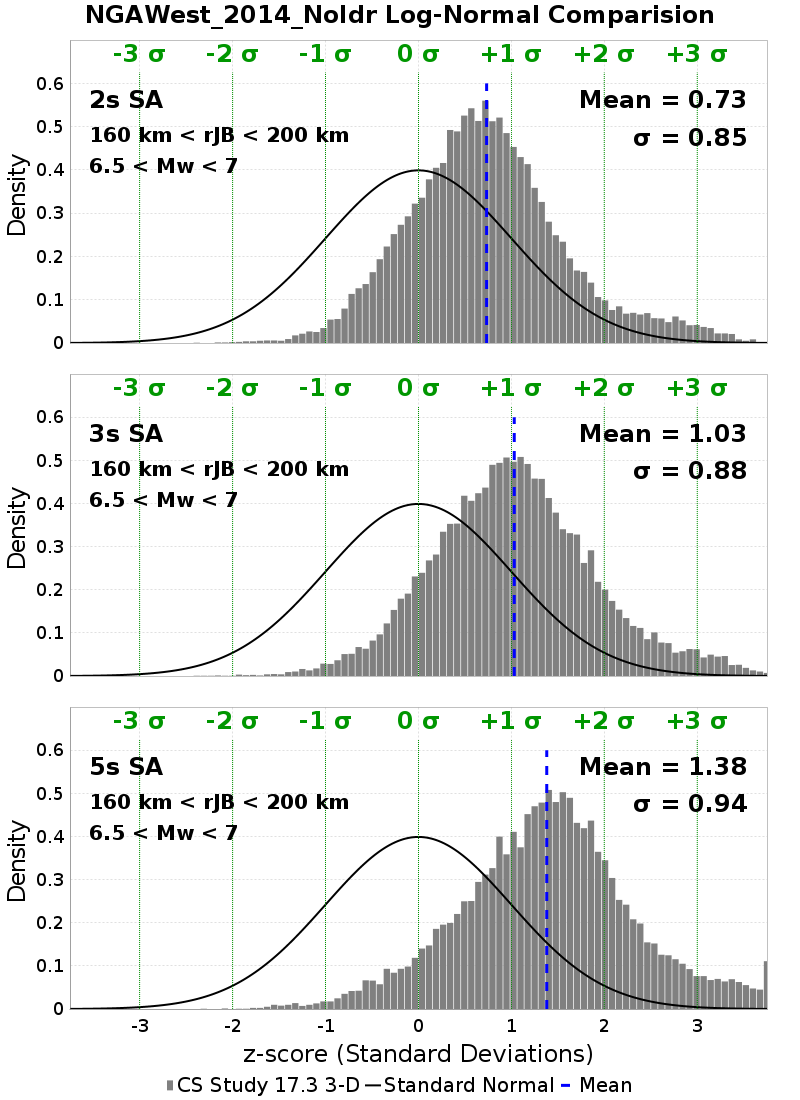 NGAWest_2014_NoIdr Log-Normal Comparision
-3 σ -2 σ -1 σ 0 σ +1 σ +2 σ +3 σ
0.6
2s SA Mean = 0.73
0.5 160 km < rJB < 200 km σ = 0.85
6.5 < Mw < 7
0.4
Density
0.3
0.2
0.1
0
-3 σ -2 σ -1 σ 0 σ +1 σ +2 σ +3 σ
0.6
3s SA Mean = 1.03
0.5 160 km < rJB < 200 km σ = 0.88
6.5 < Mw < 7
0.4
Density
0.3
0.2
0.1
0
-3 σ -2 σ -1 σ 0 σ +1 σ +2 σ +3 σ
0.6
5s SA Mean = 1.38
0.5 160 km < rJB < 200 km σ = 0.94
6.5 < Mw < 7
0.4
Density
0.3
0.2
0.1
0
-3 -2 -1 0 1 2 3
z-score (Standard Deviations)
CS Study 17.3 3-D Standard Normal Mean